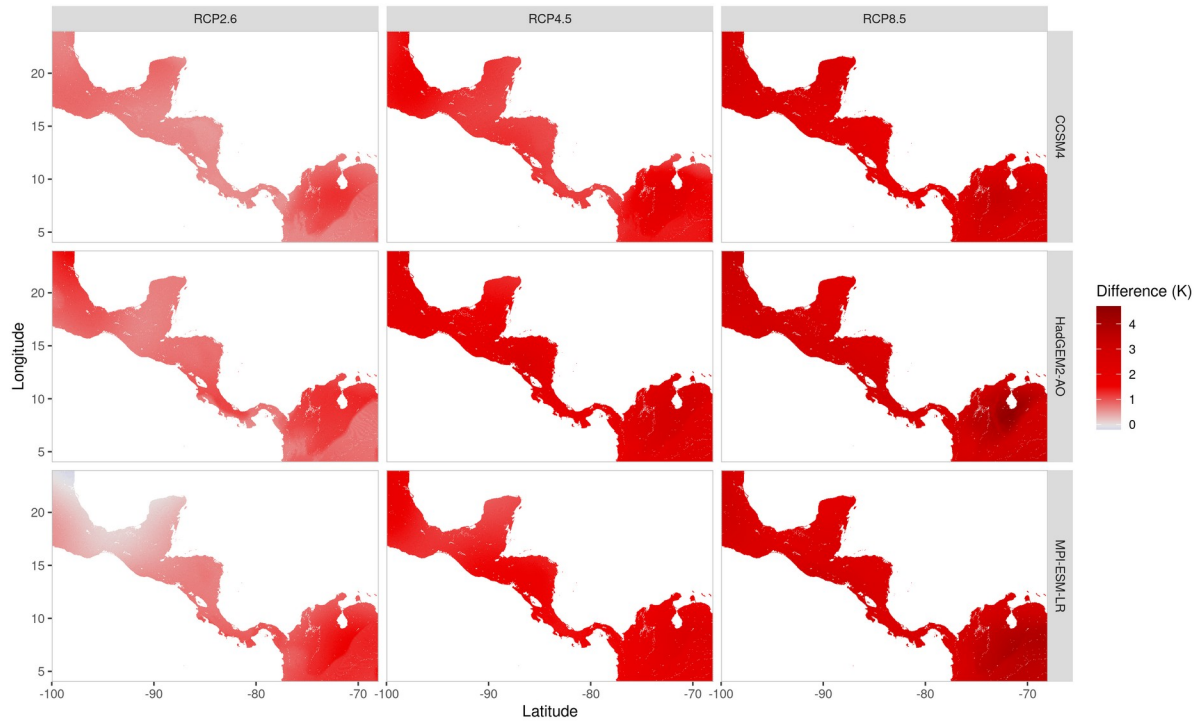 RCP2.6 RCP4.5 RCP8.5
20
15
10
5
CCSM4
20
15
10
5
HadGEM2-AO
20
15
10
5
MPI-ESM-LR
Longitude
-100 -90 -80 -70 -100 -90 -80 -70 -100 -90 -80 -70
Latitude
Difference (K)
4
3
2
1
0